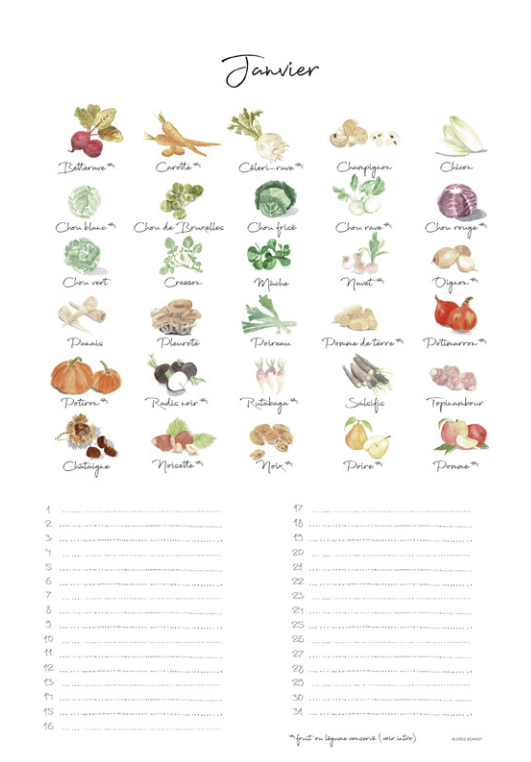 Janvier
Betterave* Carotte* Céleri-rave* Champignon Chicon
Chou blanc* Chou de Bruxelles Chou frisé Chou rave* Chou rouge*
Chou vert Cresson Mâche Navet* Oignon*
Panais Pleurote Poireau Pomme de terre* Potimarron*
Potiron* Radis noir* Rutabaga* Salsifis Topinambour
Châtaigne Noisette* Noix* Poire* Pomme*
1 17
2 18
3 19
4 20
5 21
6 22
7 23
8 24
9 25
10 26
11 27
12 28
13 29
14 30
15 31
16
*fruit ou légume conservé (voir intro)